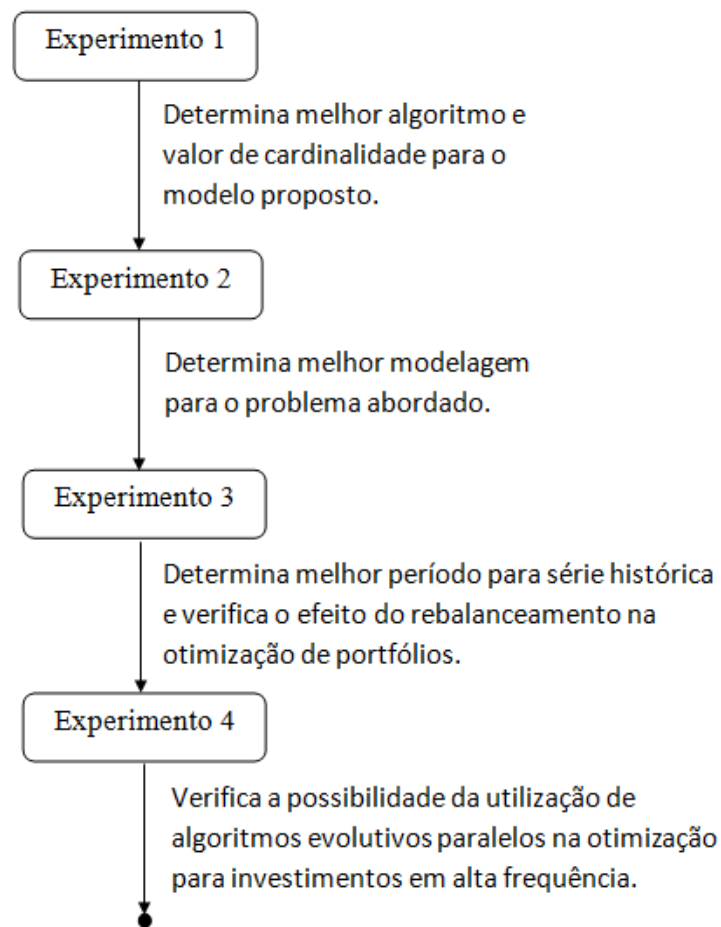 Experimento 1
Determina melhor algoritmo e
valor de cardinalidade para o
modelo proposto.
Experimento 2
Determina melhor modelagem
para o problema abordado.
Experimento 3
Determina melhor período para série histórica
e verifica o efeito do rebalanceamento na
otimização de portfólios.
Experimento 4
Verifica a possibilidade da utilização de
algoritmos evolutivos paralelos na otimização
para investimentos em alta frequência.